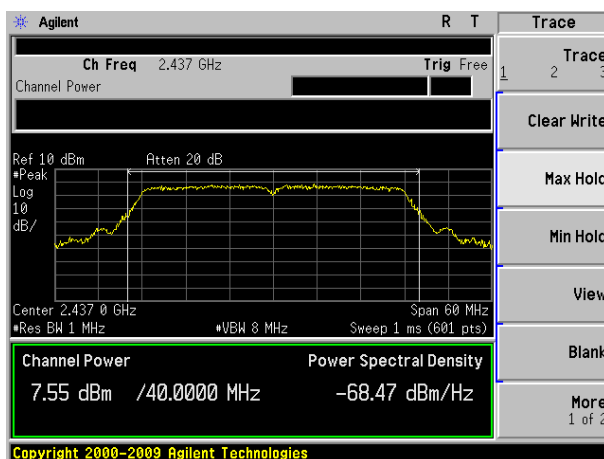 Agilent R T Trace
Ch Freq 2.437 GHz Trig Free
Channel Power
Trace
1 2 3
Clear Write
Max Hold
Min Hold
View
Blank
More
1 of 2
Ref 10 dBm Atten 20 dB
#Peak
Log
10
dB/
Center 2.437 0 GHz Span 60 MHz
#Res BW 1 MHz #VBW 8 MHz Sweep 1 ms (601 pts)
Channel Power Power Spectral Density
7.55 dBm /40.0000 MHz -68.47 dBm/Hz
Copyright 2000-2009 Agilent Technologies